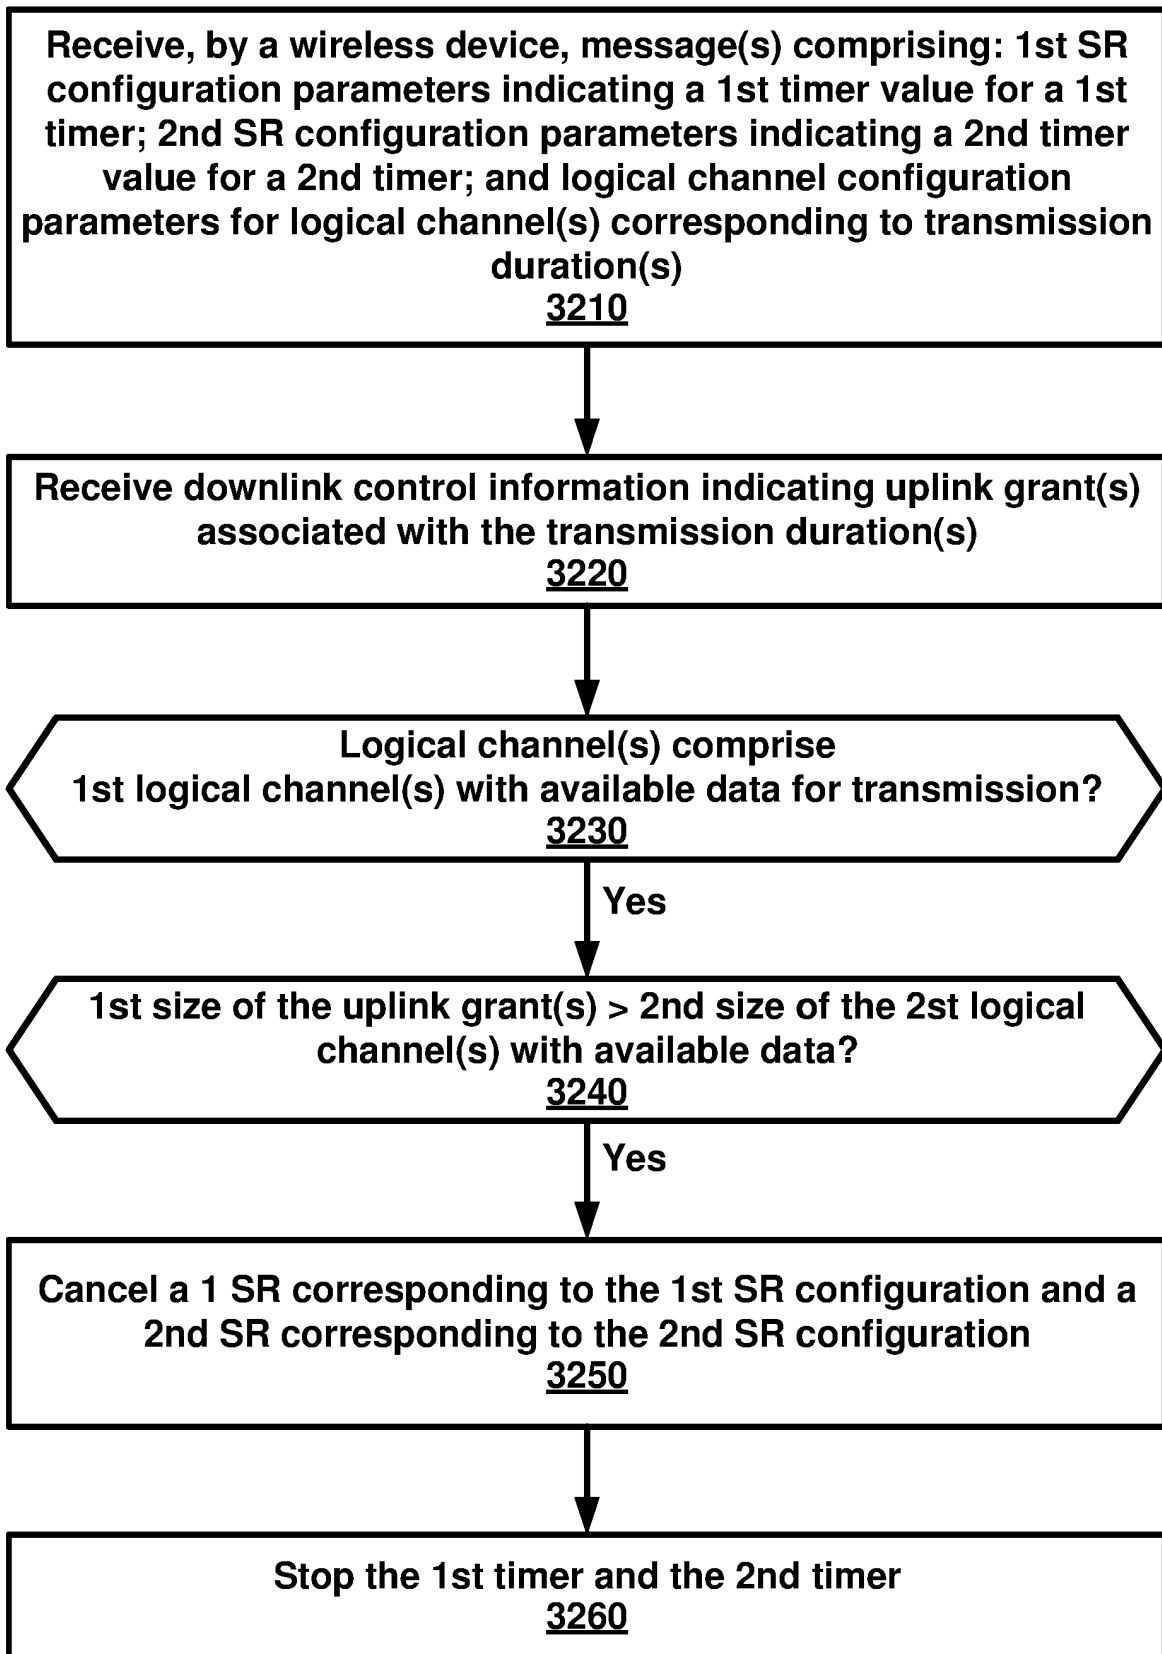 Receive, by a wireless device, message(s) comprising: 1st SR
configuration parameters indicating a 1st timer value for a 1st
timer; 2nd SR configuration parameters indicating a 2nd timer
value for a 2nd timer; and logical channel configuration
parameters for logical channel(s) corresponding to transmission
duration(s)
3210
Receive downlink control information indicating uplink grant(s)
associated with the transmission duration(s)
3220
Logical channel(s) comprise
1st logical channel(s) with available data for transmission?
3230
Yes
1st size of the uplink grant(s) > 2nd size of the 2st logical
channel(s) with available data?
3240
Yes
Cancel a 1 SR corresponding to the 1st SR configuration and a
2nd SR corresponding to the 2nd SR configuration
3250
Stop the 1st timer and the 2nd timer
3260